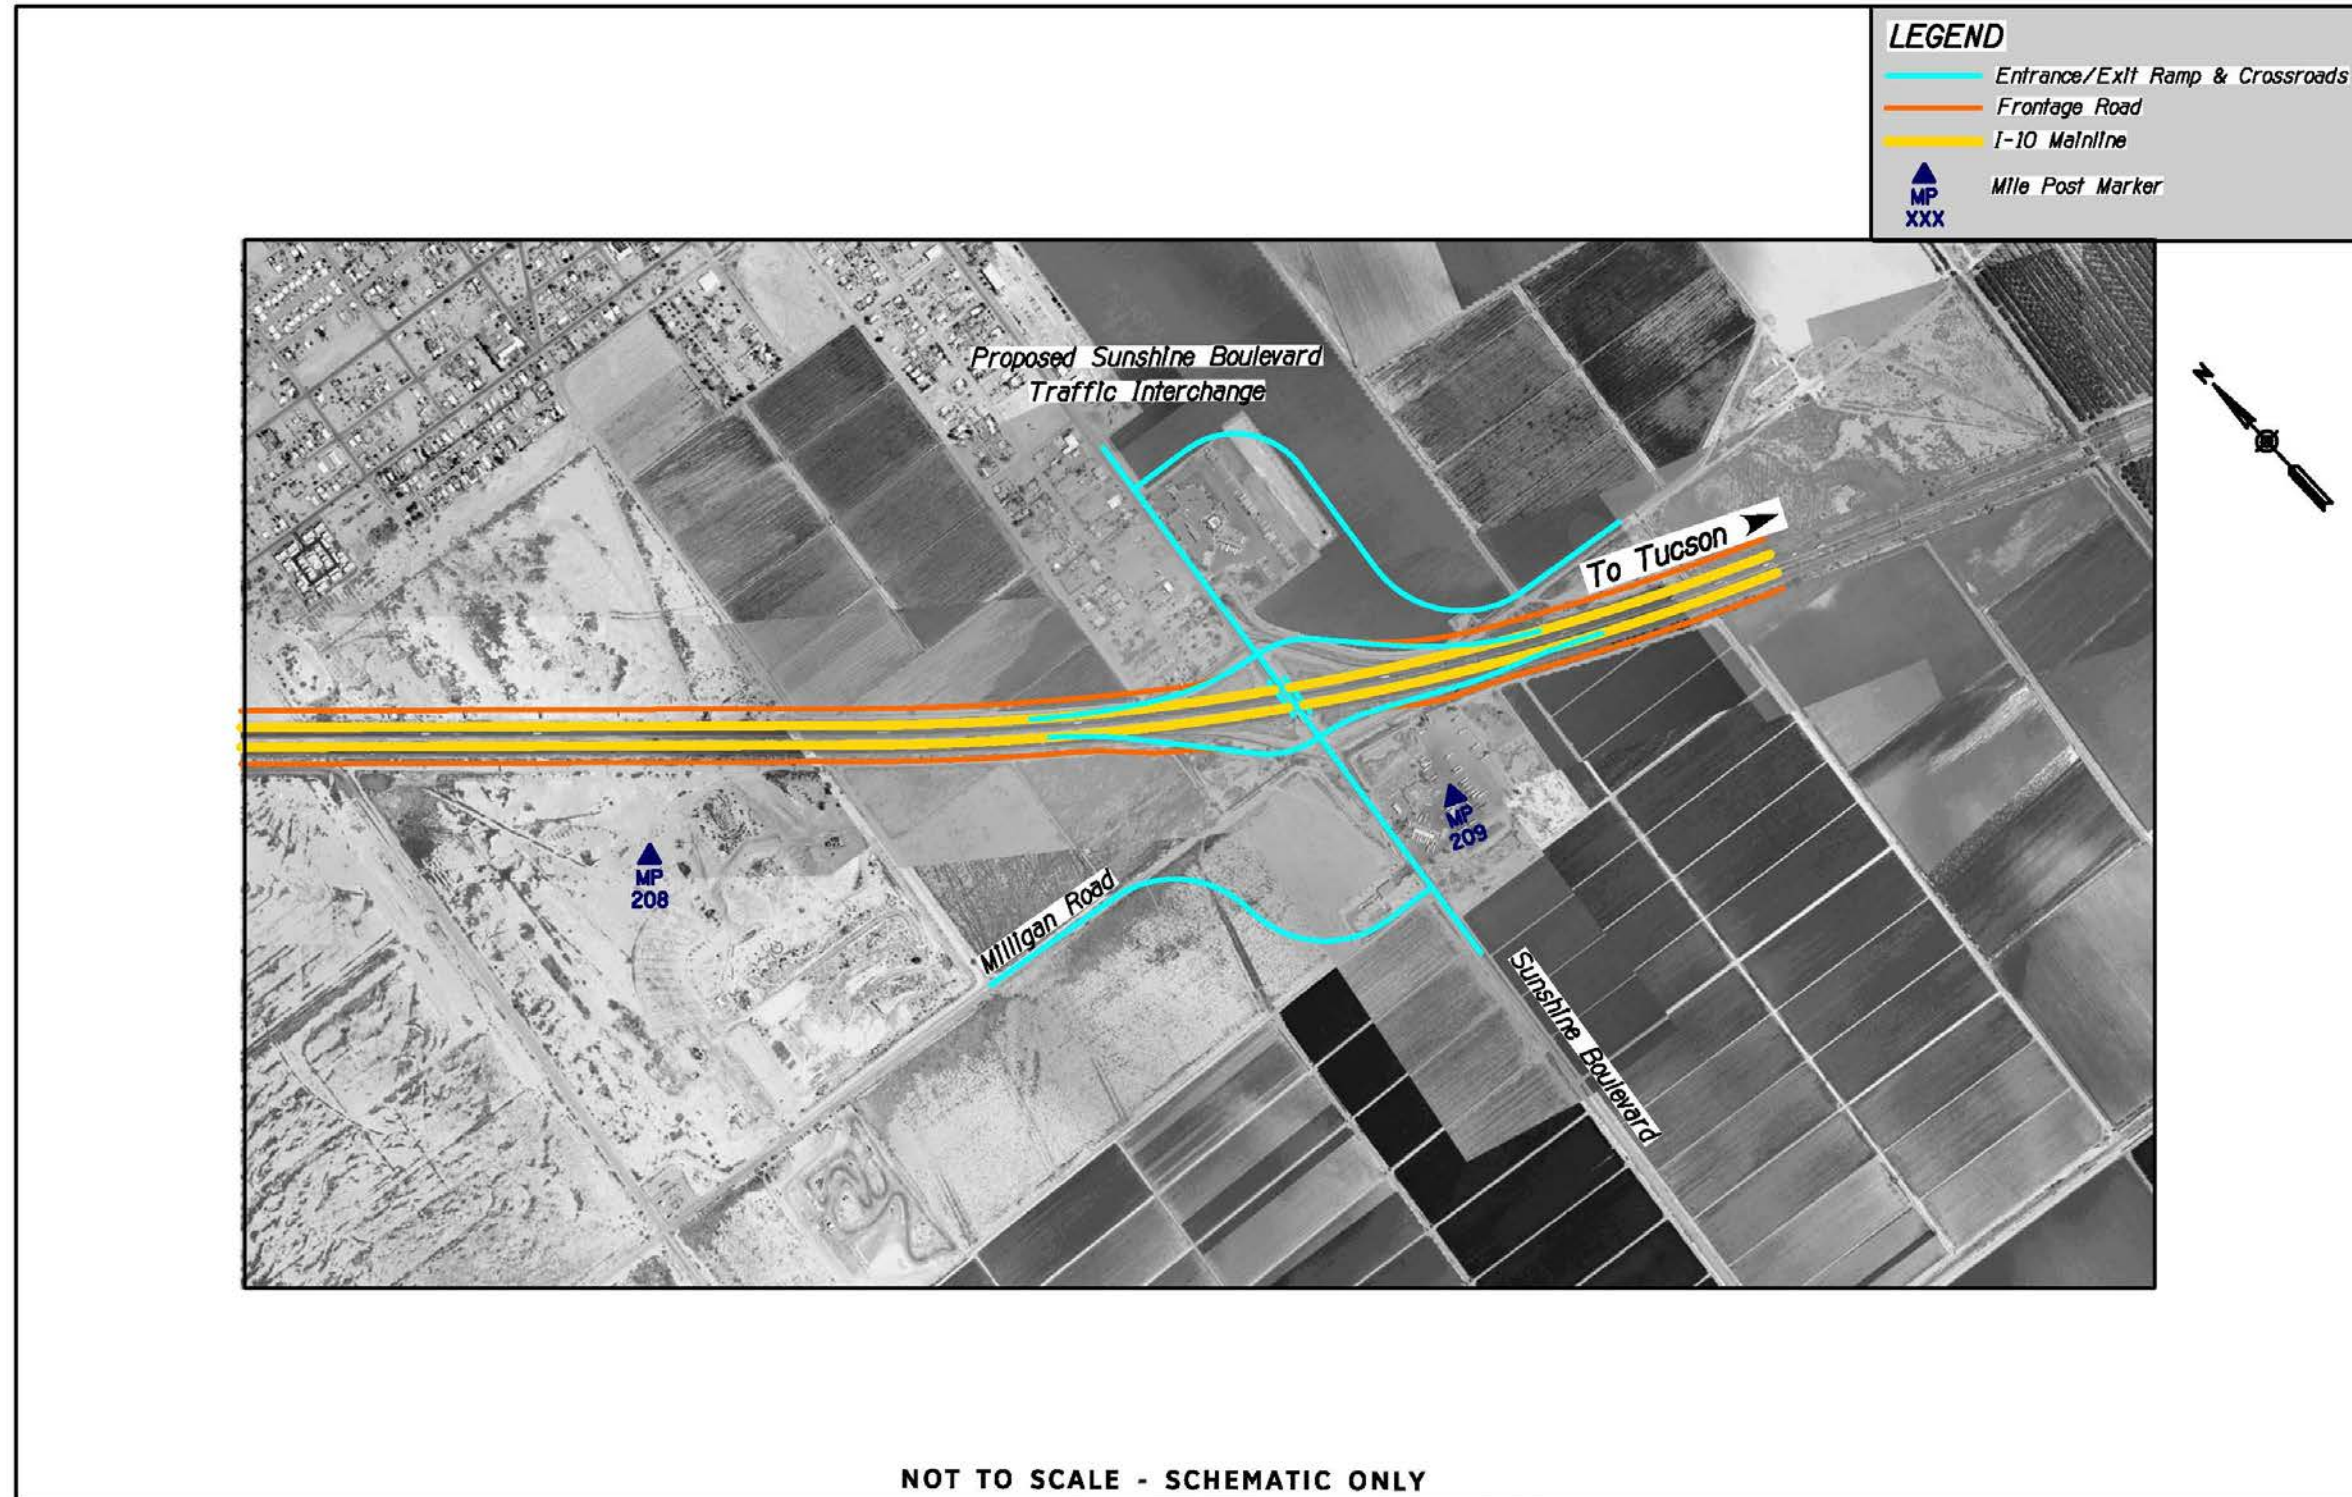 LEGEND
Entrance/Exit Ramp & Crossroads
Frontage Road
I-10 Mainline
MP
XXX
Mile Post Marker
N
Proposed Sunshine Boulevard
Traffic Interchange
To Tucson
MP
208
MP
209
Milligan Road
Sunshine Boulevard
NOT TO SCALE - SCHEMATIC ONLY